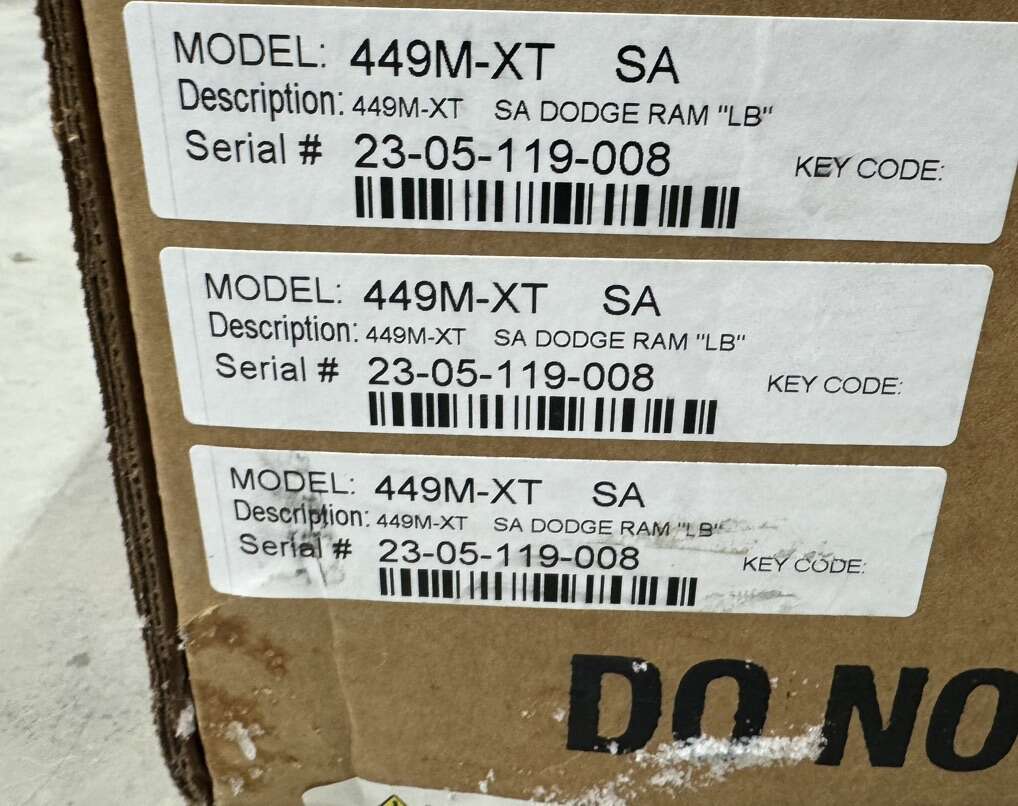 MODEL: 449M-XT SA
Description: 449M-XT SA DODGE RAM "LB"
Serial # 23-05-119-008 KEY CODE:
MODEL: 449M-XT SA
Description: 449M-XT SA DODGE RAM "LB"
Serial # 23-05-119-008 KEY CODE:
MODEL: 449M-XT SA
Description: 449M-XT SA DODGE RAM "LB"
Serial # 23-05-119-008 KEY CODE:
DO NO